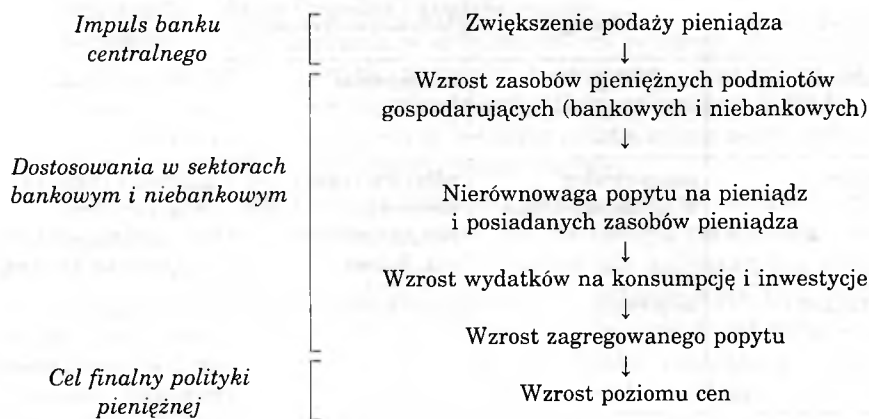 Impuls banku
centralnego
Zwiększenie podaży pieniądza
↓
Wzrost zasobów pieniężnych podmiotów
gospodarujących (bankowych i niebankowych)
↓
Dostosowania w sektorach
bankowym i niebankowym
Nierównowaga popytu na pieniądz
i posiadanych zasobów pieniądza
↓
Wzrost wydatków na konsumpcję i inwestycje
↓
Wzrost zagregowanego popytu
↓
Cel finalny polityki
pieniężnej
Wzrost poziomu cen